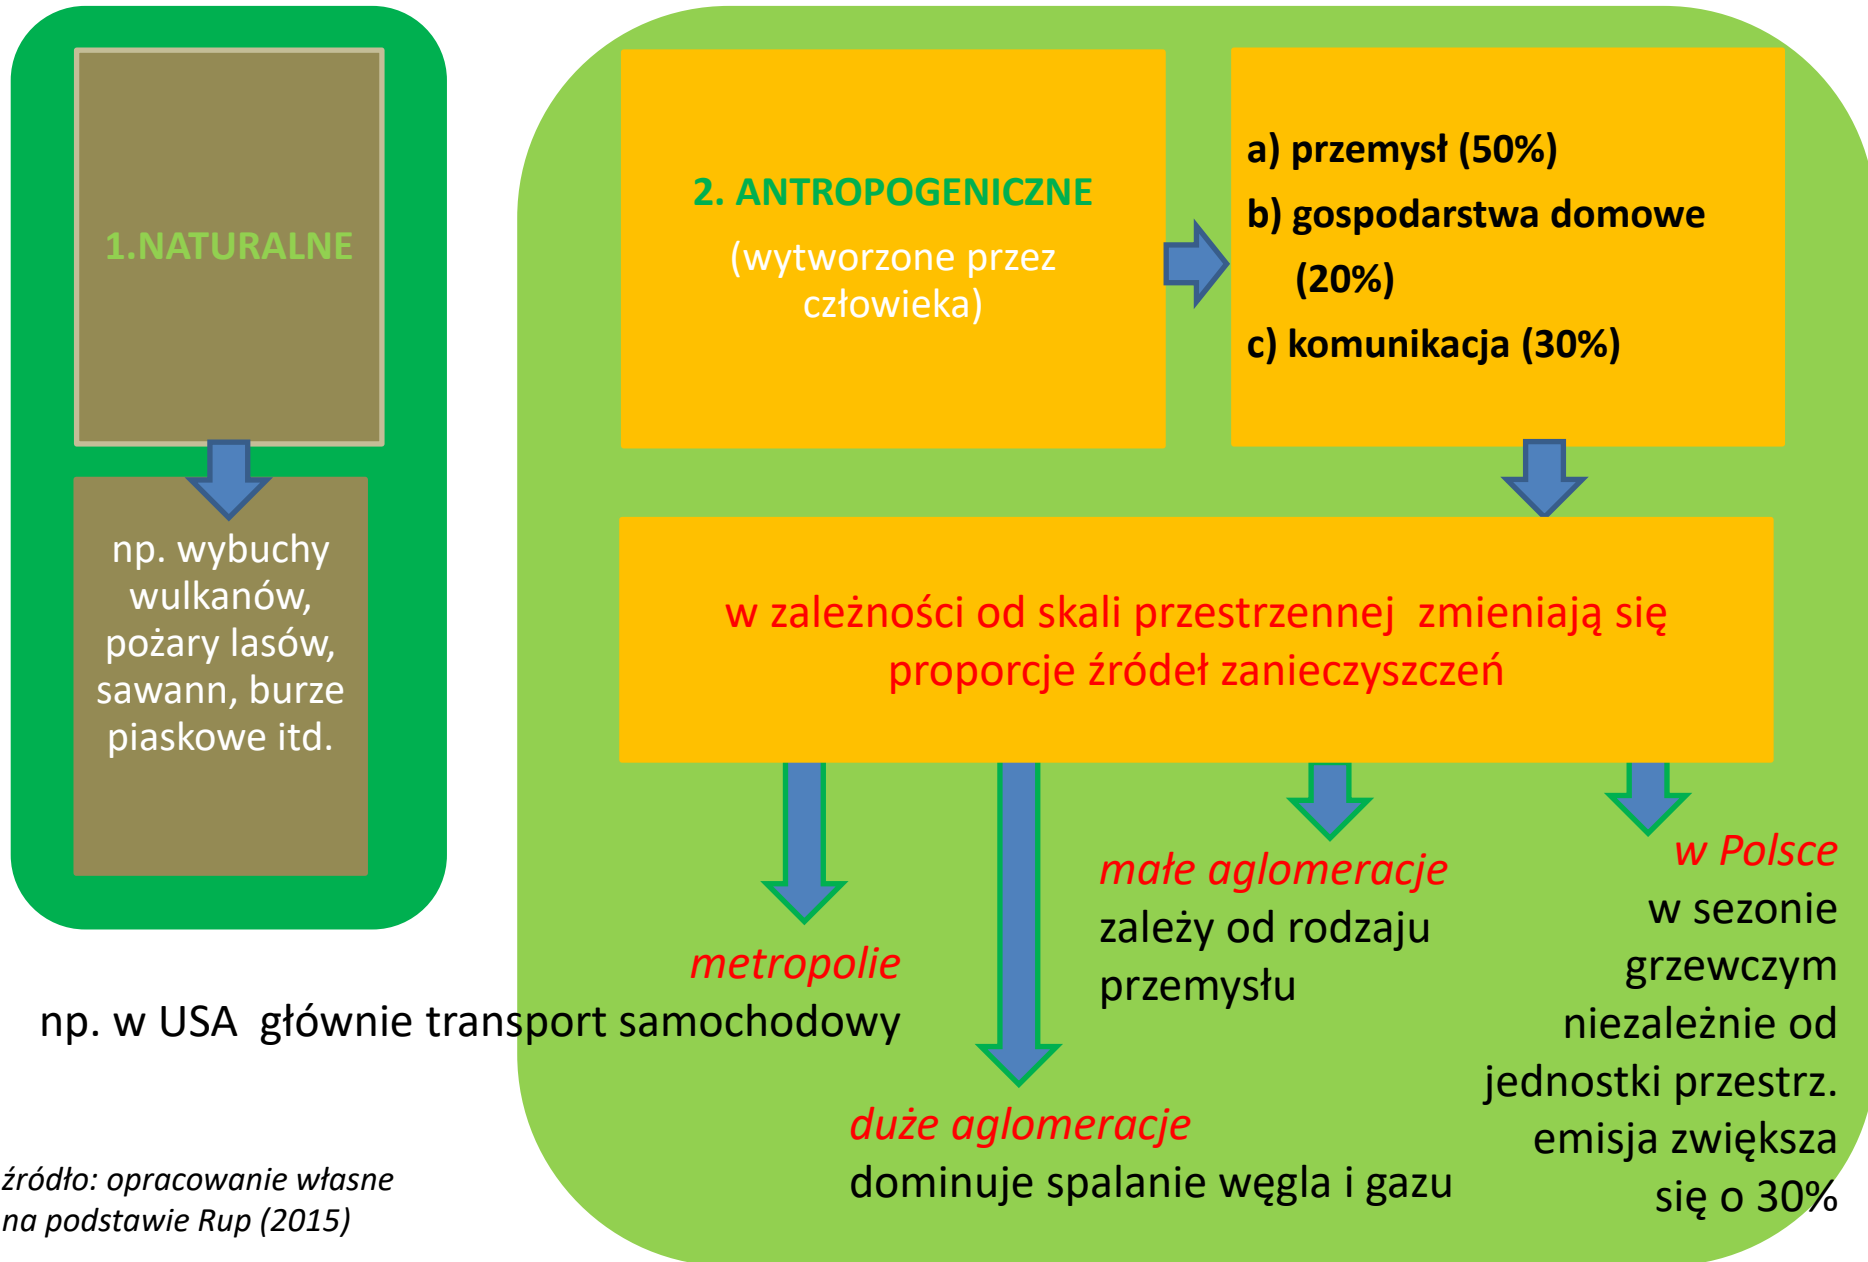 1.NATURALNE
np. wybuchy
wulkanów,
pożary lasów,
sawann, burze
piaskowe itd.
2. ANTROPOGENICZNE
(wytworzone przez
człowieka)
a) przemysł (50%)
b) gospodarstwa domowe
(20%)
c) komunikacja (30%)
w zależności od skali przestrzennej  zmieniają się
proporcje źródeł zanieczyszczeń
metropolie
np. w USA  głównie transport samochodowy
duże aglomeracje
dominuje spalanie węgla i gazu
małe aglomeracje
zależy od rodzaju
przemysłu
w Polsce
w sezonie
grzewczym
niezależnie od
jednostki przestrz.
emisja zwiększa
się o 30%
źródło: opracowanie własne
na podstawie Rup (2015)